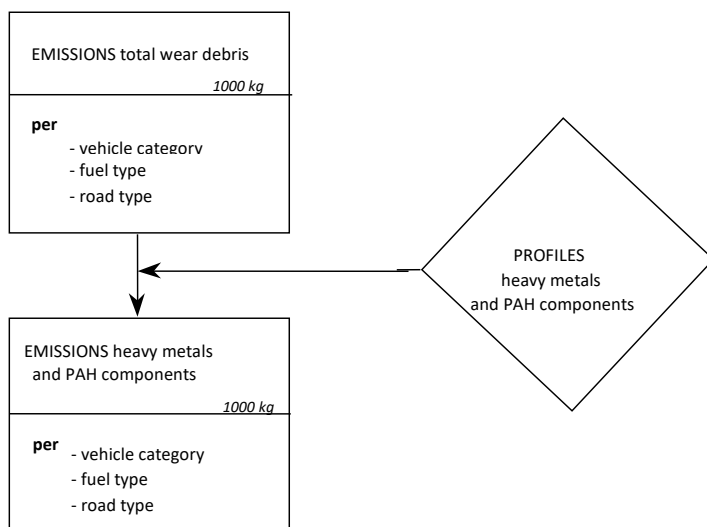 EMISSIONS total wear debris
1000 kg
per
- vehicle category
- fuel type
- road type
PROFILES
heavy metals
and PAH components
EMISSIONS heavy metals
and PAH components
1000 kg
per
- vehicle category
- fuel type
- road type